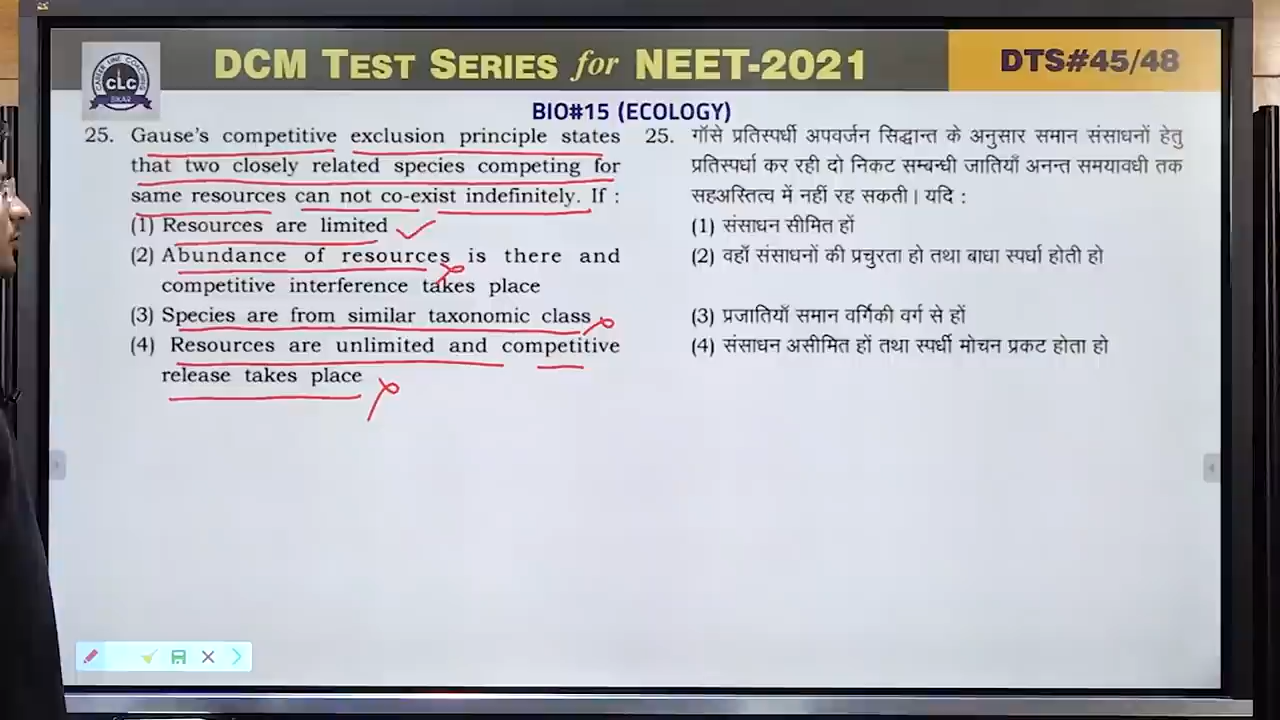 DCM TEST SERIES for NEET-2021
DTS#45/48
CLC
SIKAR
BIO#15 (ECOLOGY)
25. Gause's competitive exclusion principle states
that two closely related species competing for
same resources can not co-exist indefinitely. If :
(1) Resources are limited
(2) Abundance of resources is there and
competitive interference takes place
(3) Species are from similar taxonomic class
(4) Resources are unlimited and competitive
release takes place
25. गॉसे प्रतिस्पर्धी अपवर्जन सिद्धान्त के अनुसार समान संसाधनों हेतु
प्रतिस्पर्धा कर रही दो निकट सम्बन्धी जातियाँ अनन्त समयावधी तक
सहअस्तित्व में नहीं रह सकती। यदि :
(1) संसाधन सीमित हों
(2) वहाँ संसाधनों की प्रचुरता हो तथा बाधा स्पर्धा होती हो
(3) प्रजातियाँ समान वर्गिकी वर्ग से हों
(4) संसाधन असीमित हों तथा स्पर्धी मोचन प्रकट होता हो